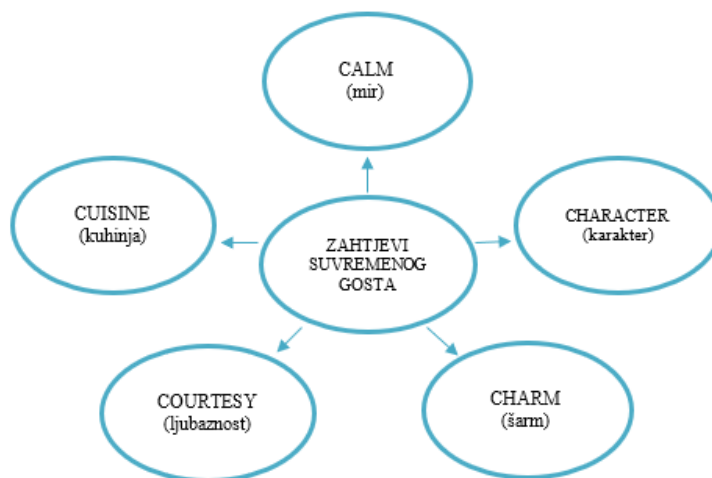 CALM
(mir)
CUISINE
(kuhinja)
CHARACTER
(karakter)
ZAHTJEVI
SUVREMENOG
GOSTA
COURTESY
(ljubaznost)
CHARM
(šarm)